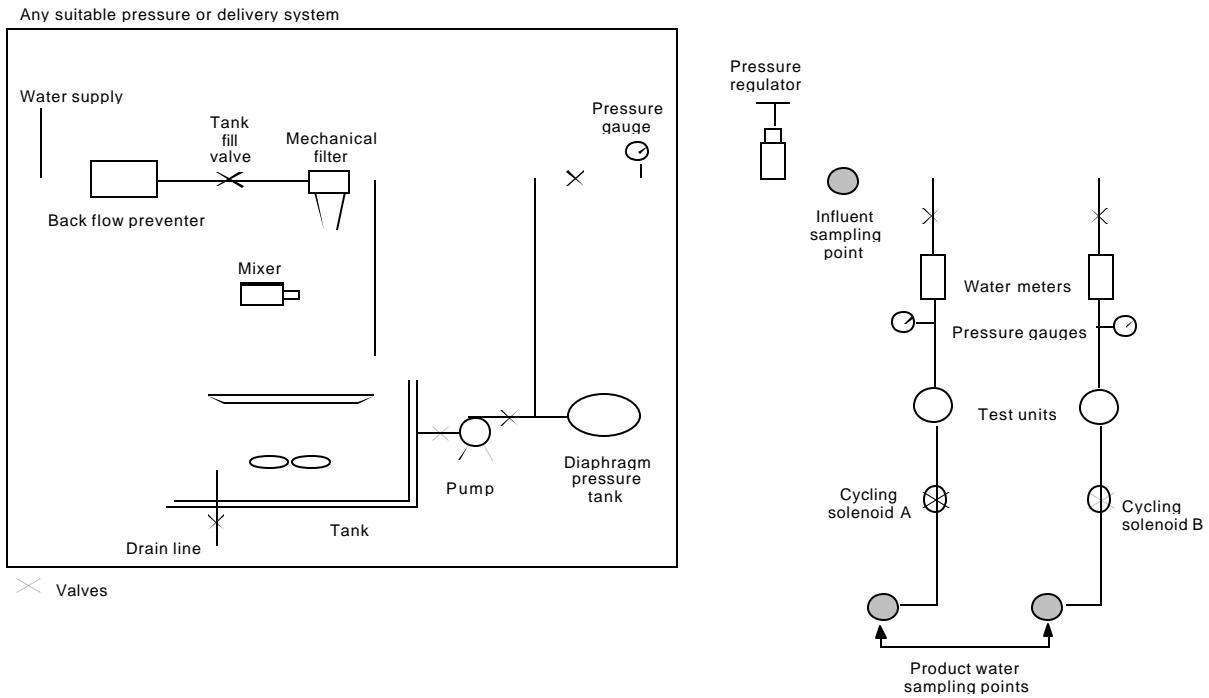 Any suitable pressure or delivery system
Water supply
Tank
fill
valve
Mechanical
filter
Pressure
gauge
Pressure
regulator
Back flow preventer
Influent
sampling
point
Mixer
Water meters
Pressure gauges
Test units
Diaphragm
pressure
tank
Pump
Tank
Drain line
Cycling
solenoid A
Cycling
solenoid B
Valves
Product water
sampling points